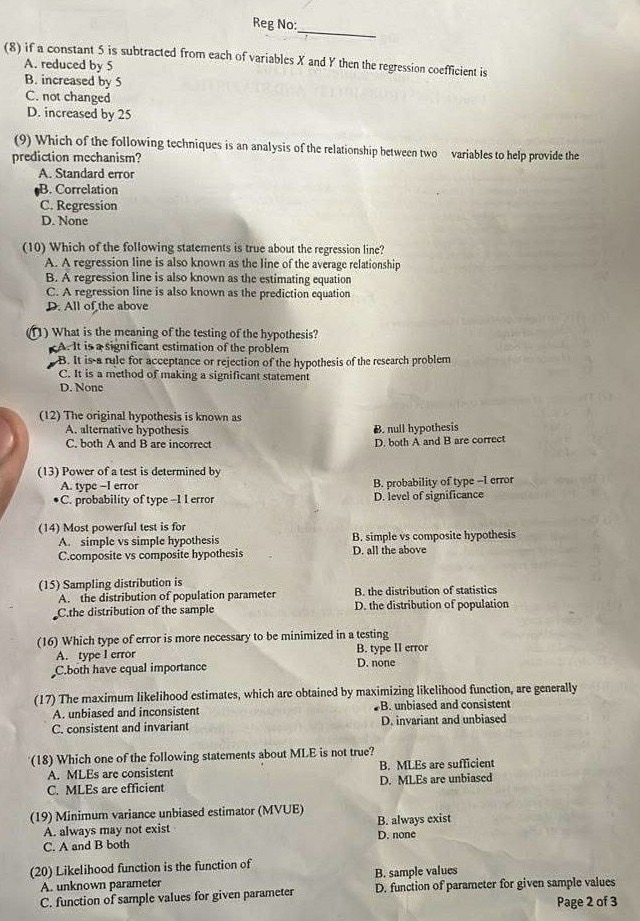 Reg No:
(8) if a constant 5 is subtracted from each of variables X and Y then the regression coefficient is
A. reduced by 5
B. increased by 5
C. not changed
D. increased by 25
(9) Which of the following techniques is an analysis of the relationship between two variables to help provide the
prediction mechanism?
A. Standard error
B. Correlation
C. Regression
D. None
(10) Which of the following statements is true about the regression line?
A. A regression line is also known as the line of the average relationship
B. A regression line is also known as the estimating equation
C. A regression line is also known as the prediction equation
D. All of the above
(11) What is the meaning of the testing of the hypothesis?
A. It is a significant estimation of the problem
B. It is a rule for acceptance or rejection of the hypothesis of the research problem
C. It is a method of making a significant statement
D. None
(12) The original hypothesis is known as
A. alternative hypothesis B. null hypothesis
C. both A and B are incorrect D. both A and B are correct
(13) Power of a test is determined by
A. type -I error B. probability of type -I error
C. probability of type -I I error D. level of significance
(14) Most powerful test is for
A. simple vs simple hypothesis B. simple vs composite hypothesis
C.composite vs composite hypothesis D. all the above
(15) Sampling distribution is
A. the distribution of population parameter B. the distribution of statistics
C.the distribution of the sample D. the distribution of population
(16) Which type of error is more necessary to be minimized in a testing
A. type I error B. type II error
C.both have equal importance D. none
(17) The maximum likelihood estimates, which are obtained by maximizing likelihood function, are generally
A. unbiased and inconsistent B. unbiased and consistent
C. consistent and invariant D. invariant and unbiased
(18) Which one of the following statements about MLE is not true?
A. MLEs are consistent B. MLEs are sufficient
C. MLEs are efficient D. MLEs are unbiased
(19) Minimum variance unbiased estimator (MVUE)
A. always may not exist B. always exist
C. A and B both D. none
(20) Likelihood function is the function of
A. unknown parameter B. sample values
C. function of sample values for given parameter D. function of parameter for given sample values
Page 2 of 3